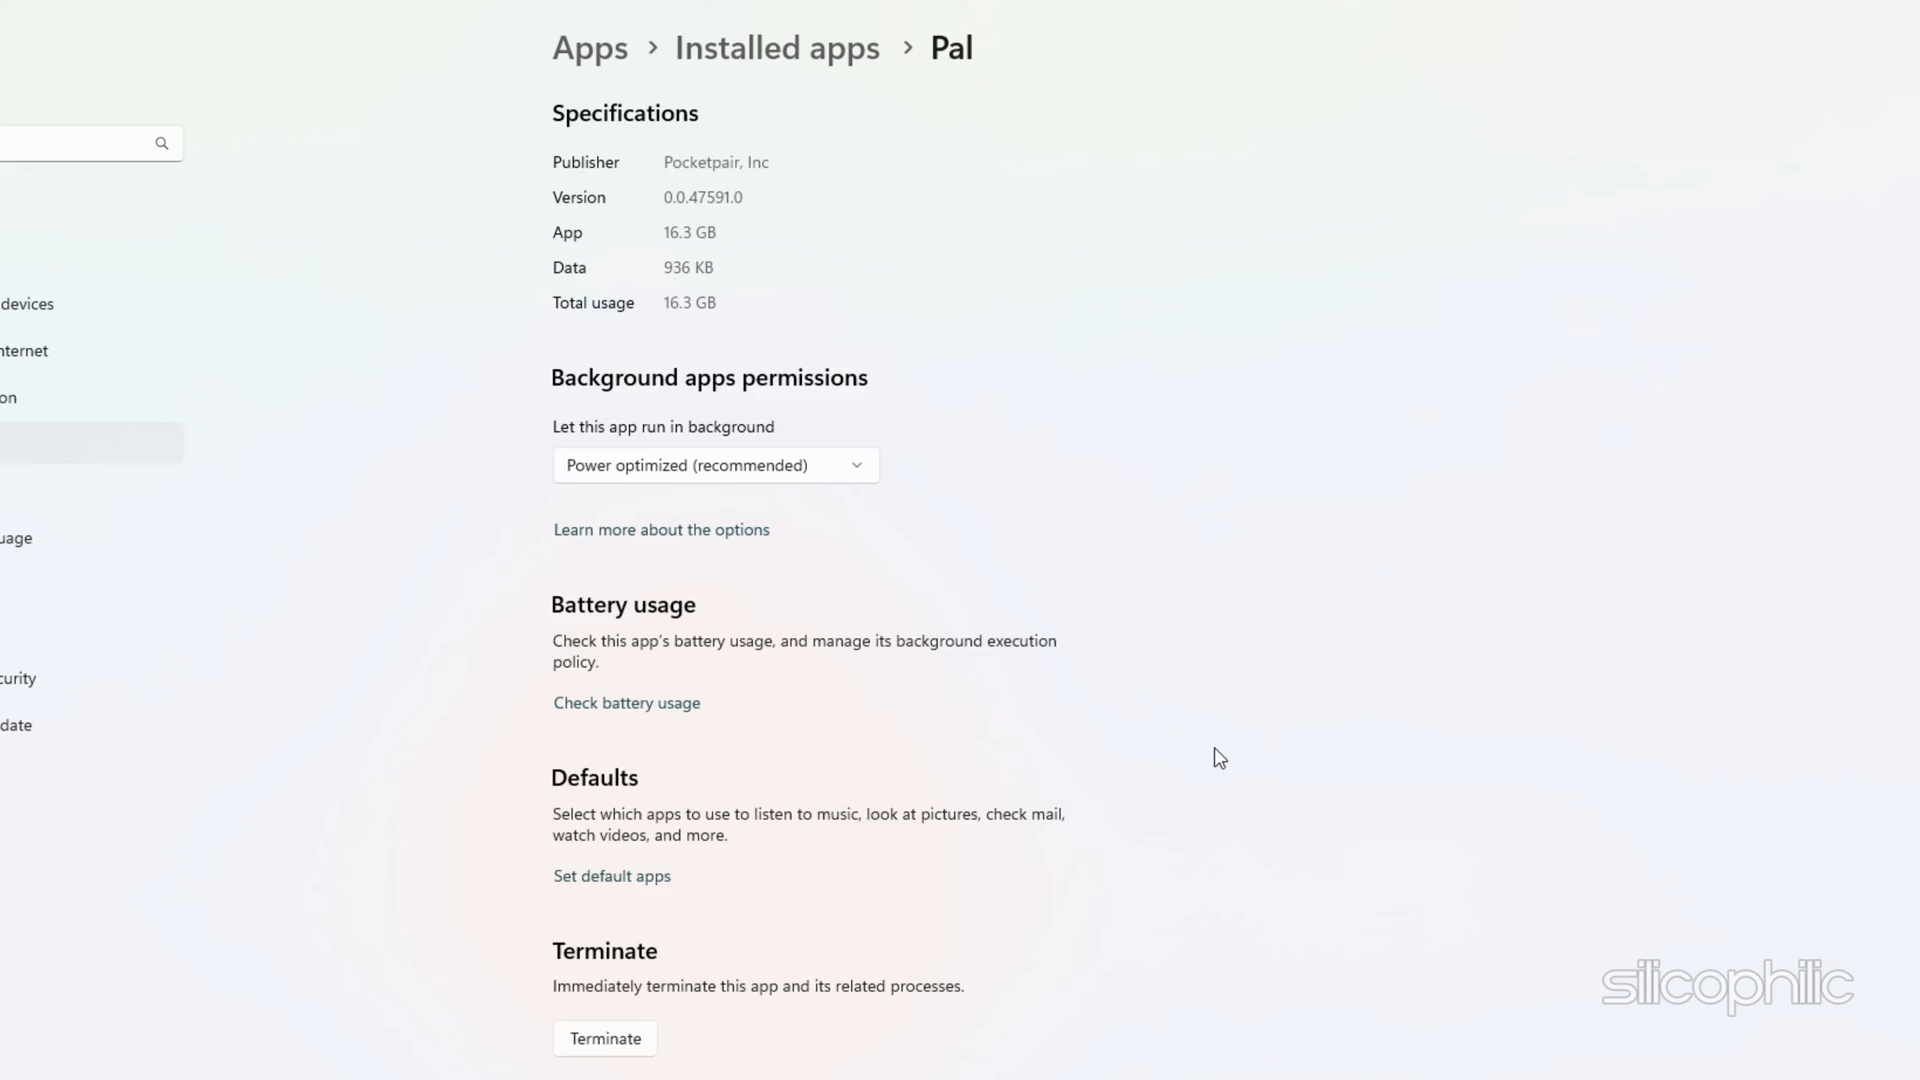 Apps > Installed apps > Pal
Specifications
Publisher Pocketpair, Inc
Version 0.0.47591.0
App 16.3 GB
Data 936 KB
Total usage 16.3 GB
devices
nternet
on
uage
curity
date
Background apps permissions
Let this app run in background
Power optimized (recommended)
Learn more about the options
Battery usage
Check this app's battery usage, and manage its background execution
policy.
Check battery usage
Defaults
Select which apps to use to listen to music, look at pictures, check mail,
watch videos, and more.
Set default apps
Terminate
Immediately terminate this app and its related processes.
Terminate
silicophilic